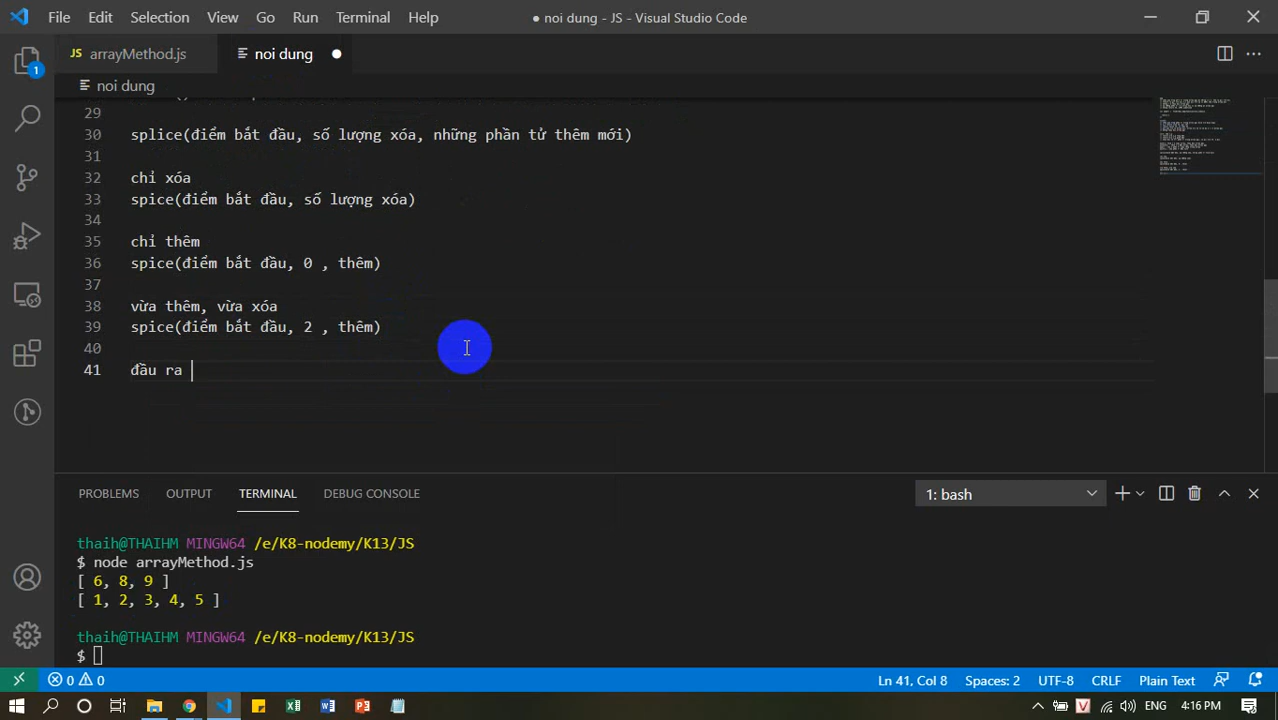 File Edit Selection View Go Run Terminal Help
● noi dung - JS - Visual Studio Code
1
JS arrayMethod.js
noi dung ●
noi dung
29
30 splice(điểm bắt đầu, số lượng xóa, những phần tử thêm mới)
31
32 chỉ xóa
33 spice(điểm bắt đầu, số lượng xóa)
34
35 chỉ thêm
36 spice(điểm bắt đầu, 0 , thêm)
37
38 vừa thêm, vừa xóa
39 spice(điểm bắt đầu, 2 , thêm)
40
41 đầu ra
PROBLEMS OUTPUT TERMINAL DEBUG CONSOLE
1: bash
thaih@THAIHM MINGW64 /e/K8-nodemy/K13/JS
$ node arrayMethod.js
[ 6, 8, 9 ]
[ 1, 2, 3, 4, 5 ]
thaih@THAIHM MINGW64 /e/K8-nodemy/K13/JS
$
0 0 Ln 41, Col 8 Spaces: 2 UTF-8 CRLF Plain Text
V 4:16 PM